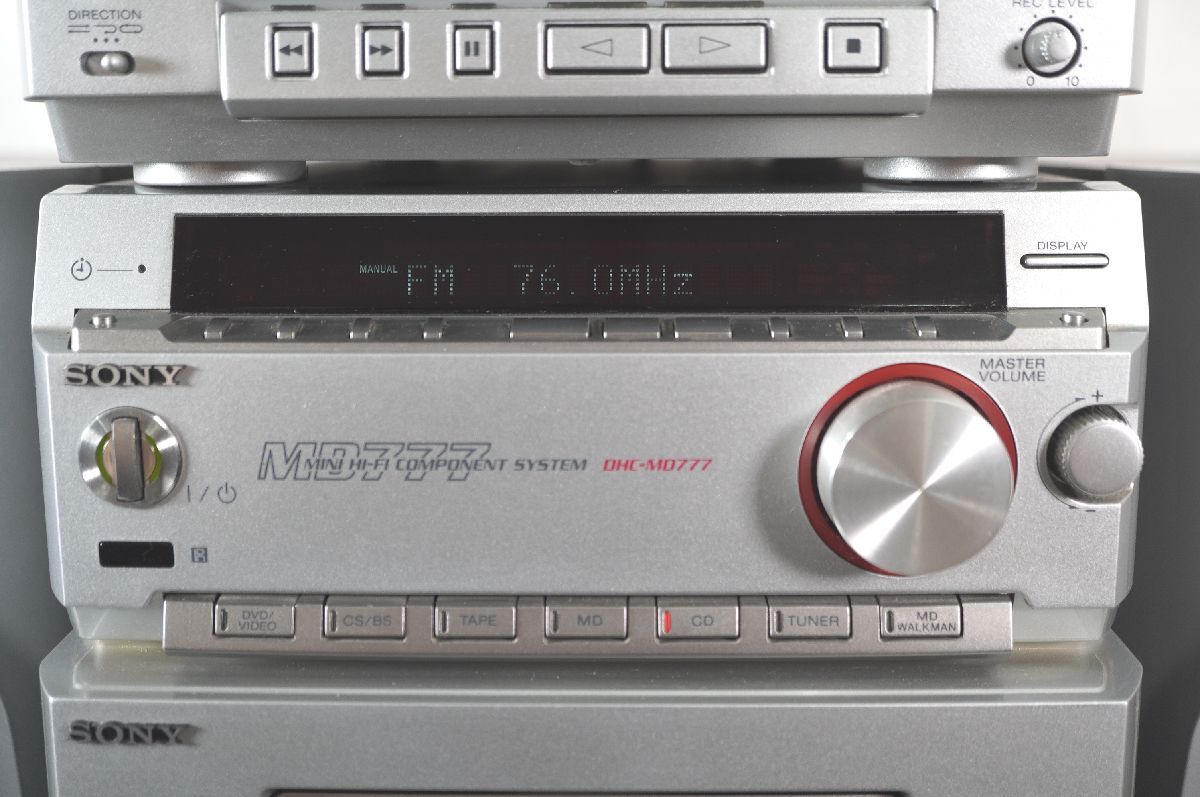 DIRECTION
REC LEVEL
0 10
MANUAL FM 76.0MHz
DISPLAY
SONY
MASTER
VOLUME
+
-
MD777
MINI HI-FI COMPONENT SYSTEM DHC-MD777
I / ⏻
R
DVD/
VIDEO
CS/BS
TAPE
MD
CD
TUNER
MD
WALKMAN
SONY